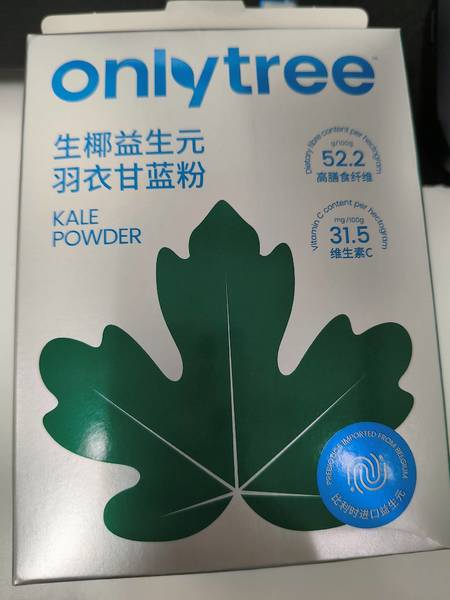 onlytree
生椰益生元
羽衣甘蓝粉
KALE
POWDER
Dietary fibre content per hectogram
g/100g
52.2
高膳食纤维
Vitamin C content per hectogram
mg/100g
31.5
维生素C
PREBIOTICS IMPORTED FROM BELGIUM
比利时进口益生元